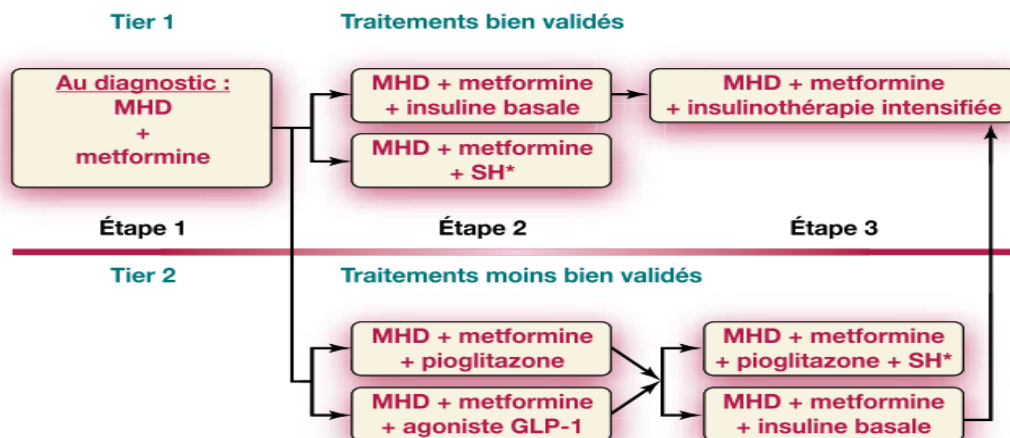 Tier 1
Traitements bien validés
Au diagnostic :
MHD
+
metformine
MHD + metformine
+ insuline basale
MHD + metformine
+ insulinothérapie intensifiée
MHD + metformine
+ SH*
Étape 1
Étape 2
Étape 3
Tier 2
Traitements moins bien validés
MHD + metformine
+ pioglitazone
MHD + metformine
+ pioglitazone + SH*
MHD + metformine
+ agoniste GLP-1
MHD + metformine
+ insuline basale